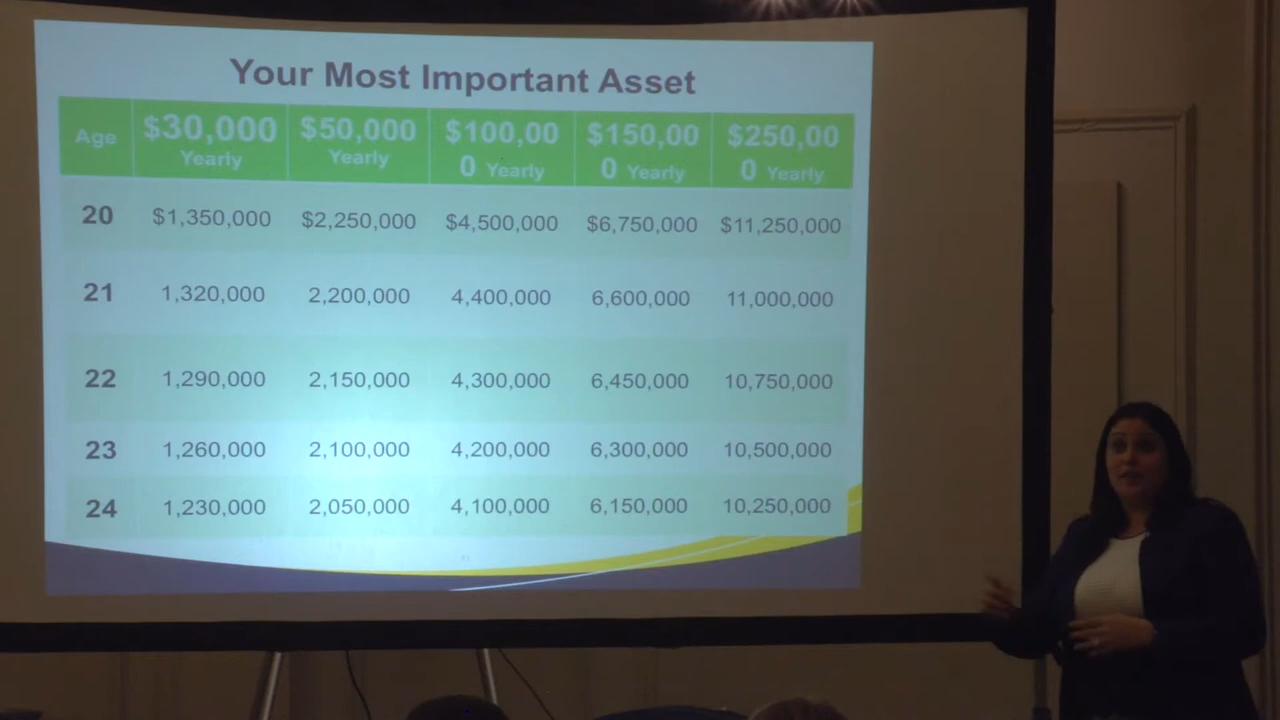 Your Most Important Asset
Age $30,000 $50,000 $100,00 $150,00 $250,00
Yearly Yearly 0 Yearly 0 Yearly 0 Yearly
20 $1,350,000 $2,250,000 $4,500,000 $6,750,000 $11,250,000
21 1,320,000 2,200,000 4,400,000 6,600,000 11,000,000
22 1,290,000 2,150,000 4,300,000 6,450,000 10,750,000
23 1,260,000 2,100,000 4,200,000 6,300,000 10,500,000
24 1,230,000 2,050,000 4,100,000 6,150,000 10,250,000